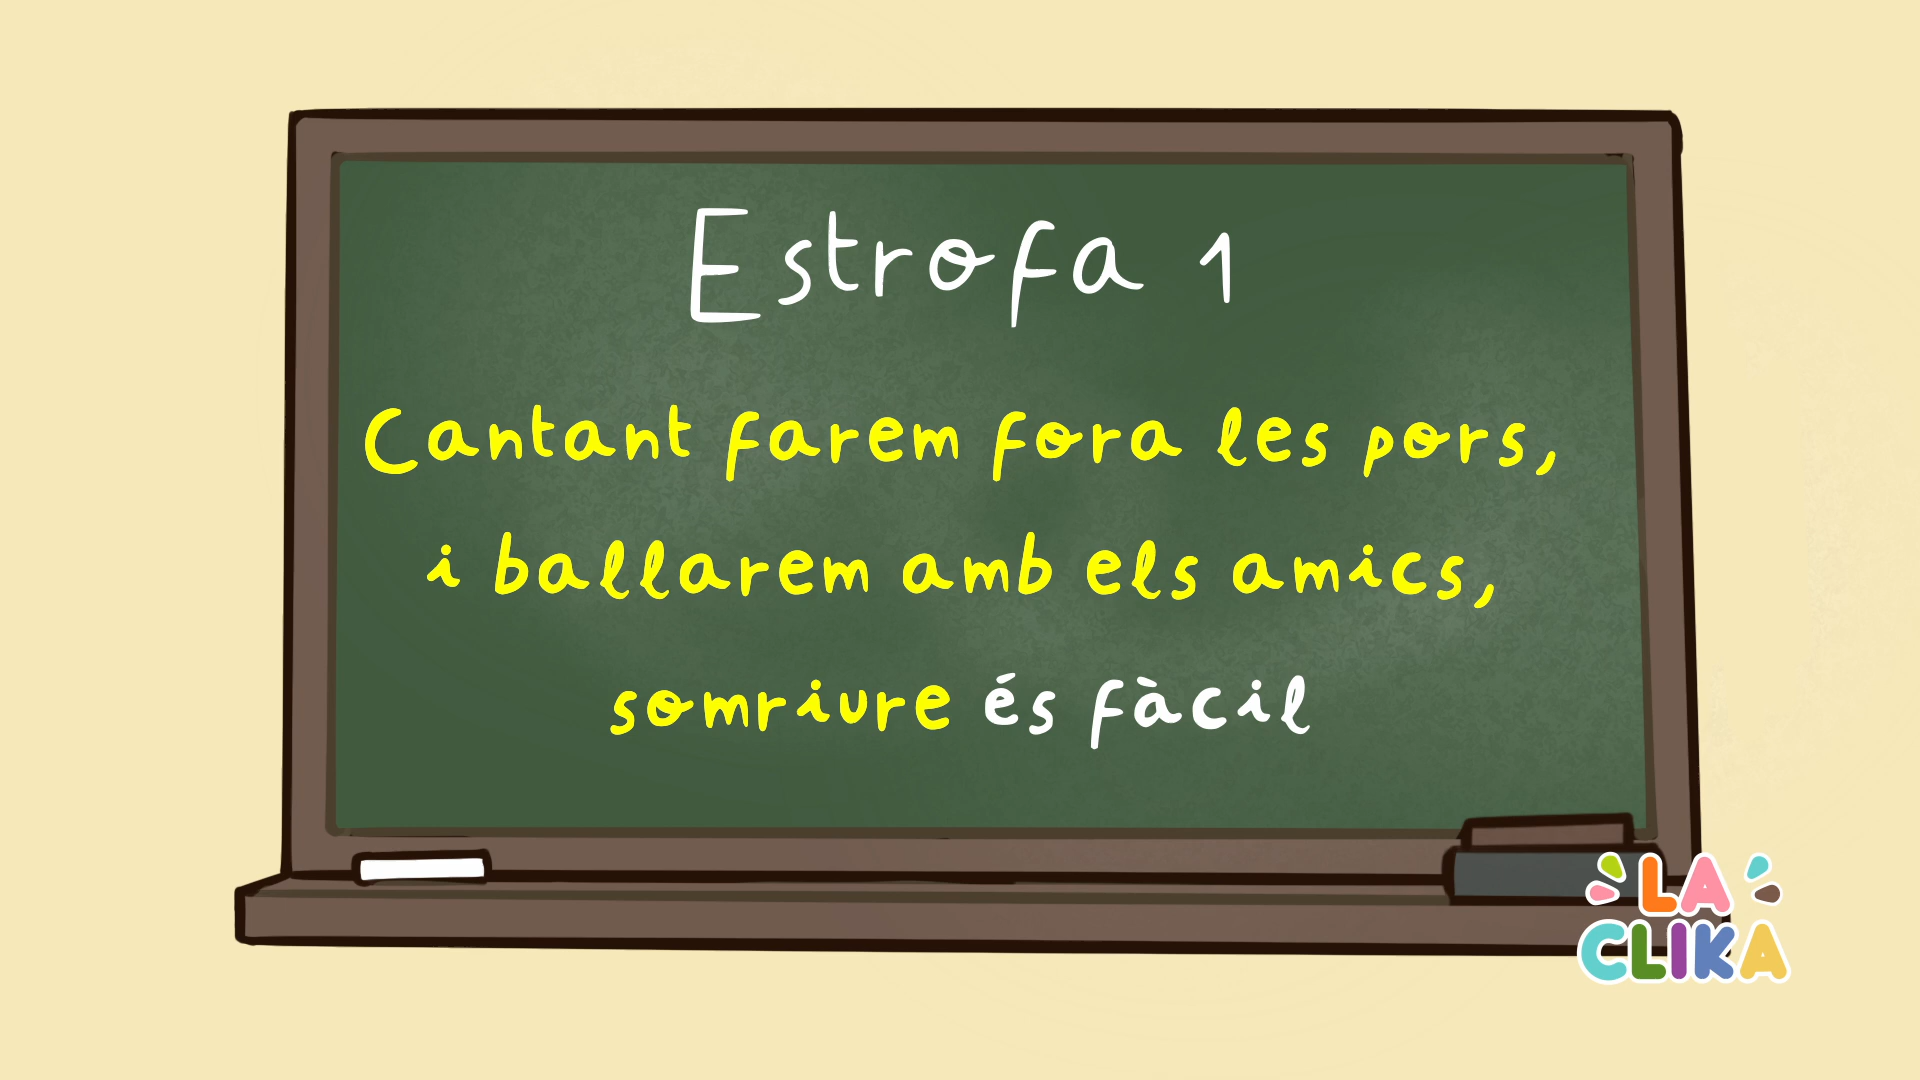 Estrofa 1
Cantant farem fora les pors,
i ballarem amb els amics,
somriure és fàcil
LA
CLIKA